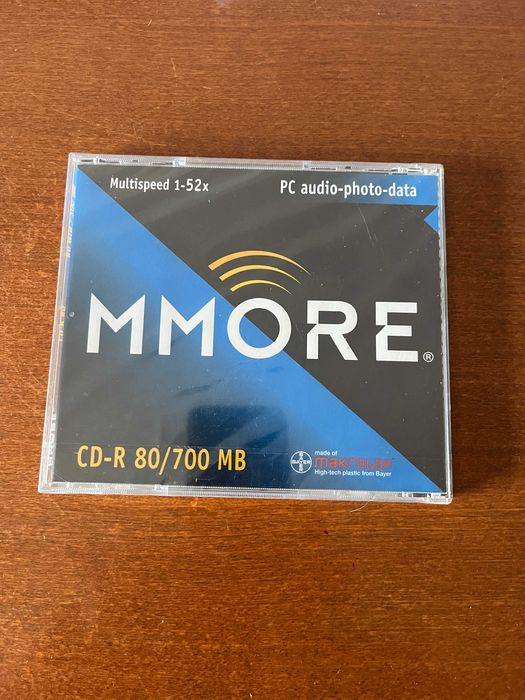 Multispeed 1-52x
PC audio-photo-data
MMORE®
CD-R 80/700 MB
BAYER
made of
makrolon®
High-tech plastic from Bayer